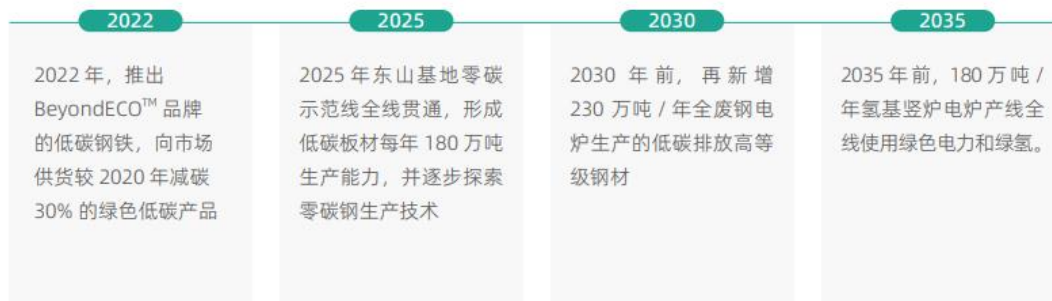 2022
2022 年，推出
BeyondECO™ 品牌
的低碳钢铁，向市场
供货较 2020 年减碳
30% 的绿色低碳产品
2025
2025 年东山基地零碳
示范线全线贯通，形成
低碳板材每年 180 万吨
生产能力，并逐步探索
零碳钢生产技术
2030
2030 年前，再新增
230 万吨 / 年全废钢电
炉生产的低碳排放高等
级钢材
2035
2035 年前，180 万吨 /
年氢基竖炉电炉产线全
线使用绿色电力和绿氢。